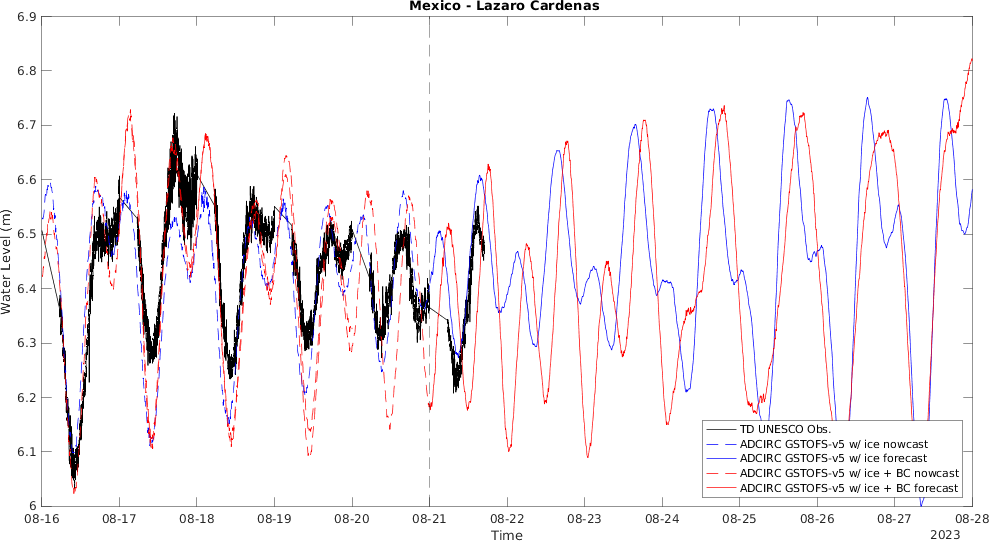 Mexico - Lazaro Cardenas
6.9
6.8
6.7
6.6
6.5
6.4
6.3
6.2
6.1
6
Water Level (m)
TD UNESCO Obs.
ADCIRC GSTOFS-v5 w/ ice nowcast
ADCIRC GSTOFS-v5 w/ ice forecast
ADCIRC GSTOFS-v5 w/ ice + BC nowcast
ADCIRC GSTOFS-v5 w/ ice + BC forecast
08-16 08-17 08-18 08-19 08-20 08-21 08-22 08-23 08-24 08-25 08-26 08-27 08-28
Time
2023